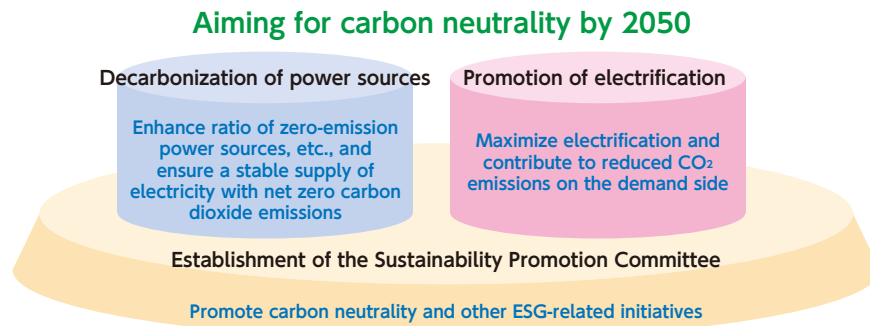 Aiming for carbon neutrality by 2050
Decarbonization of power sources
Enhance ratio of zero-emission
power sources, etc., and
ensure a stable supply of
electricity with net zero carbon
dioxide emissions
Promotion of electrification
Maximize electrification and
contribute to reduced CO₂
emissions on the demand side
Establishment of the Sustainability Promotion Committee
Promote carbon neutrality and other ESG-related initiatives